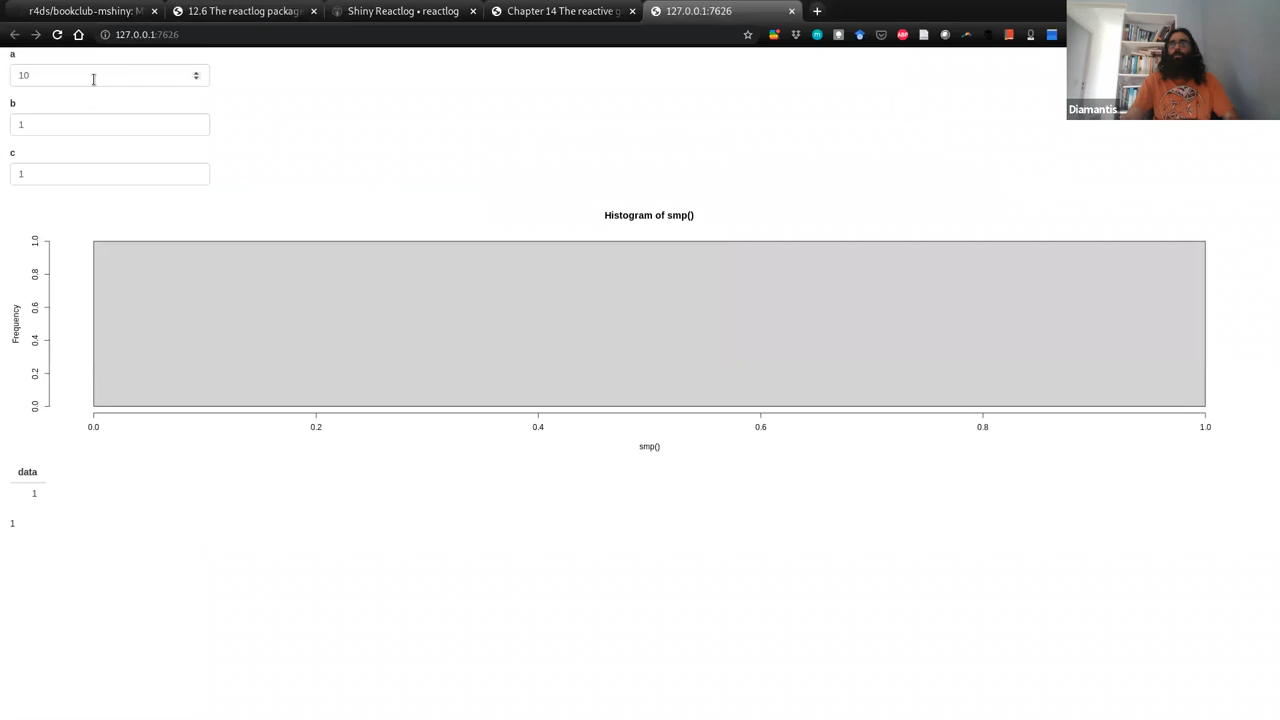 r4ds/bookclub-mshiny: M
12.6 The reactlog package
Shiny Reactlog • reactlog
Chapter 14 The reactive g
127.0.0.1:7626
127.0.0.1:7626
Diamantis
a
10
b
1
c
1
Histogram of smp()
Frequency
0.0
0.2
0.4
0.6
0.8
1.0
0.0
0.2
0.4
0.6
0.8
1.0
smp()
data
1
1